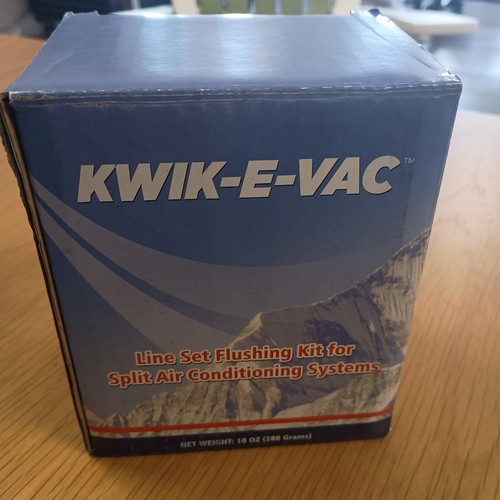 KWIK-E-VAC™
Line Set Flushing Kit for
Split Air Conditioning Systems
NET WEIGHT: 10 OZ (280 Grams)